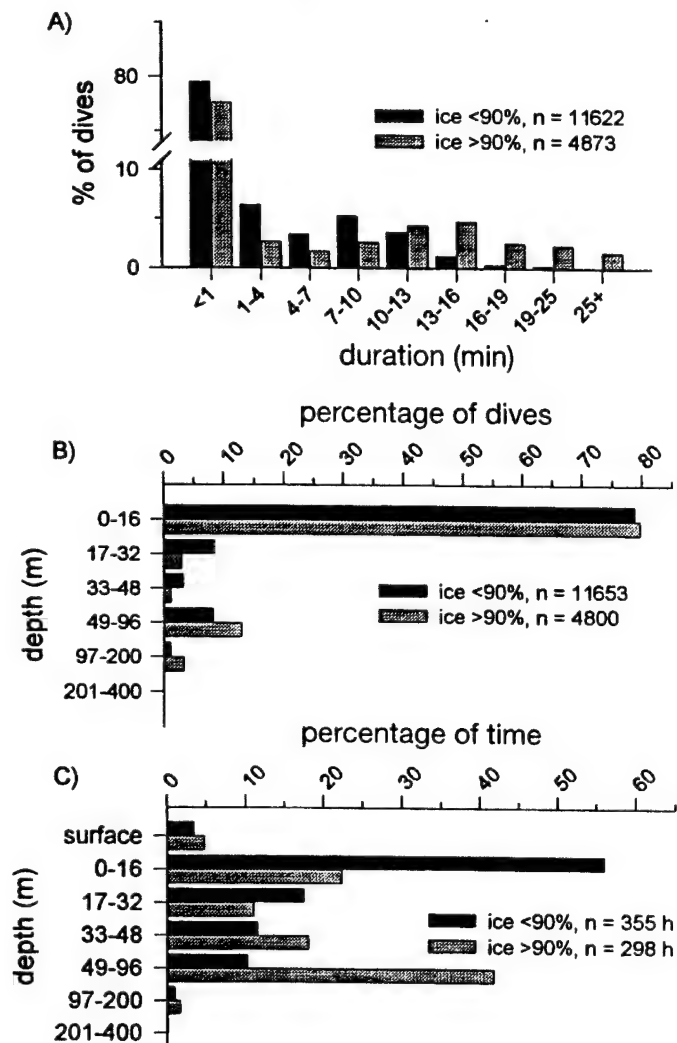 A)
% of dives
80
10
0
ice <90%, n = 11622
ice >90%, n = 4873
<1
1-4
4-7
7-10
10-13
13-16
16-19
19-25
25+
duration (min)
percentage of dives
B)
0 10 20 30 40 50 60 70 80
depth (m)
0-16
17-32
33-48
49-96
97-200
201-400
ice <90%, n = 11653
ice >90%, n = 4800
percentage of time
C)
0 10 20 30 40 50 60
depth (m)
surface
0-16
17-32
33-48
49-96
97-200
201-400
ice <90%, n = 355 h
ice >90%, n = 298 h